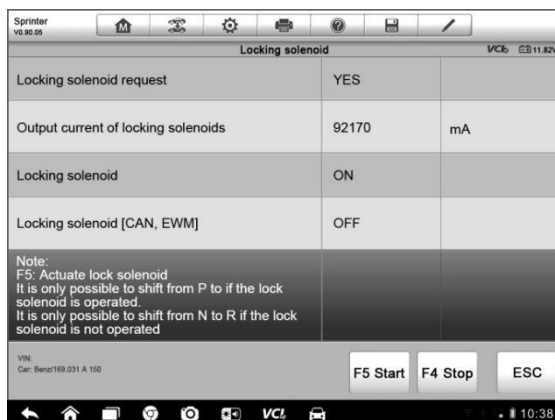 Sprinter
V0.90.05
Locking solenoid
VCI 11.82V
Locking solenoid request YES
Output current of locking solenoids 92170 mA
Locking solenoid ON
Locking solenoid [CAN, EWM] OFF
Note:
F5: Actuate lock solenoid
It is only possible to shift from P to if the lock
solenoid is operated.
It is only possible to shift from N to R if the lock
solenoid is not operated
VIN:
Car: Benz/169.031 A 150
F5 Start F4 Stop ESC
VCI 10:38